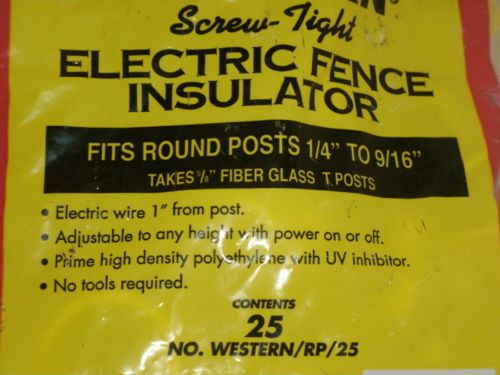 Screw-Tight
ELECTRIC FENCE
INSULATOR
FITS ROUND POSTS 1/4" TO 9/16"
TAKES 5/8" FIBER GLASS T POSTS
• Electric wire 1" from post.
• Adjustable to any height with power on or off.
• Prime high density polyethylene with UV inhibitor.
• No tools required.
CONTENTS
25
NO. WESTERN/RP/25